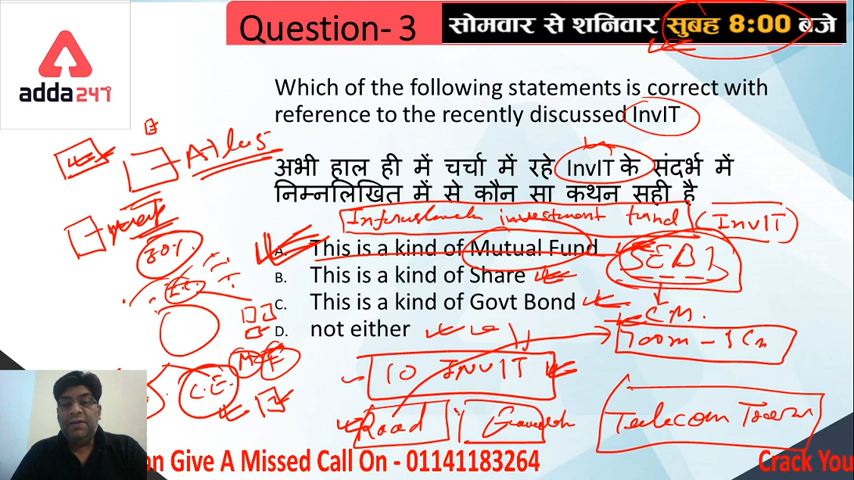 Question- 3
सोमवार से शनिवार सुबह 8:00 बजे
adda247
Which of the following statements is correct with
reference to the recently discussed InvIT
अभी हाल ही में चर्चा में रहे InvIT के संदर्भ में
निम्नलिखित में से कौन सा कथन सही है
Atlas
investment fund (InvIT)
A. This is a kind of Mutual Fund
SEBI
B. This is a kind of Share
C. This is a kind of Govt Bond
D. not either
80%
C.M.
10 INVIT
C.E.
Road
Telecom Tower
an Give A Missed Call On - 01141183264
Crack You